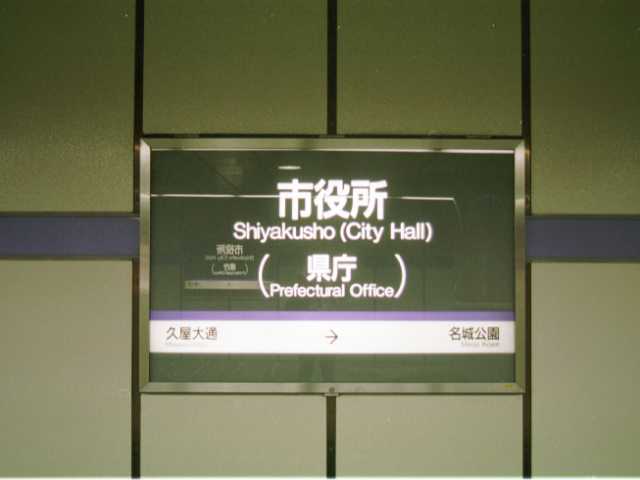 市役所
Shiyakusho (City Hall)
(県庁
Prefectural Office)
久屋大通 → 名城公園